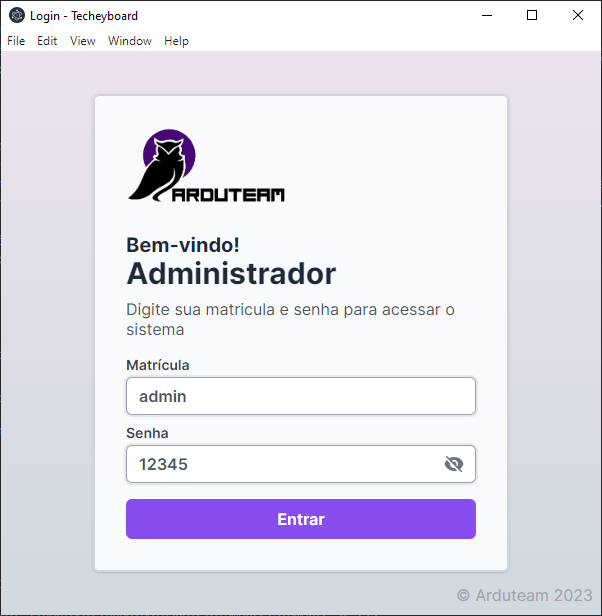 Login - Techeyboard
File Edit View Window Help
ARDUTEAM
Bem-vindo!
Administrador
Digite sua matricula e senha para acessar o
sistema
Matrícula
admin
Senha
12345
Entrar
© Arduteam 2023